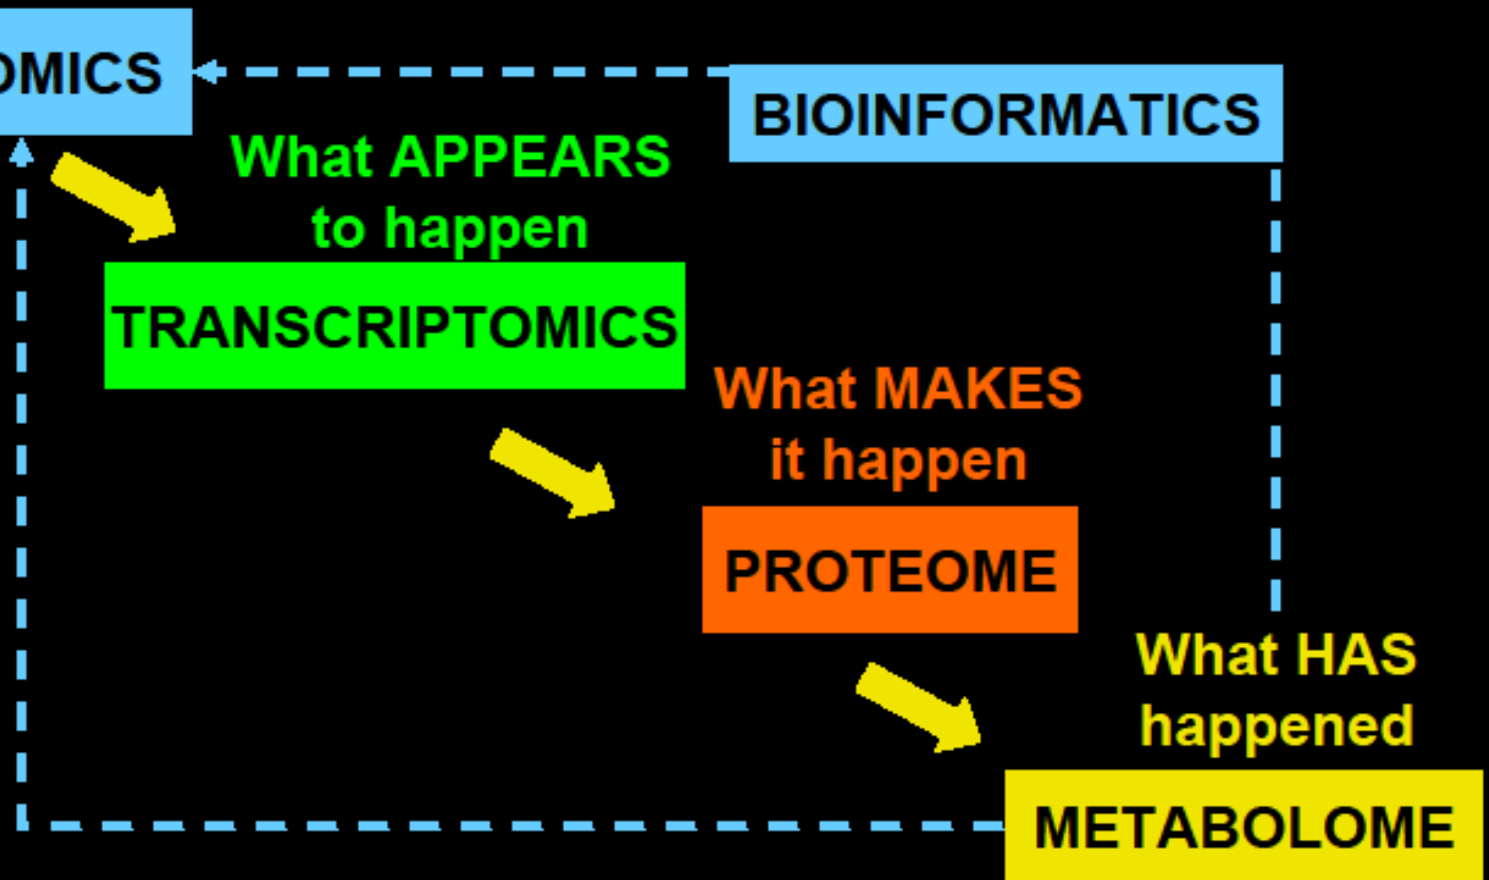 OMICS
BIOINFORMATICS
What APPEARS
to happen
TRANSCRIPTOMICS
What MAKES
it happen
PROTEOME
What HAS
happened
METABOLOME